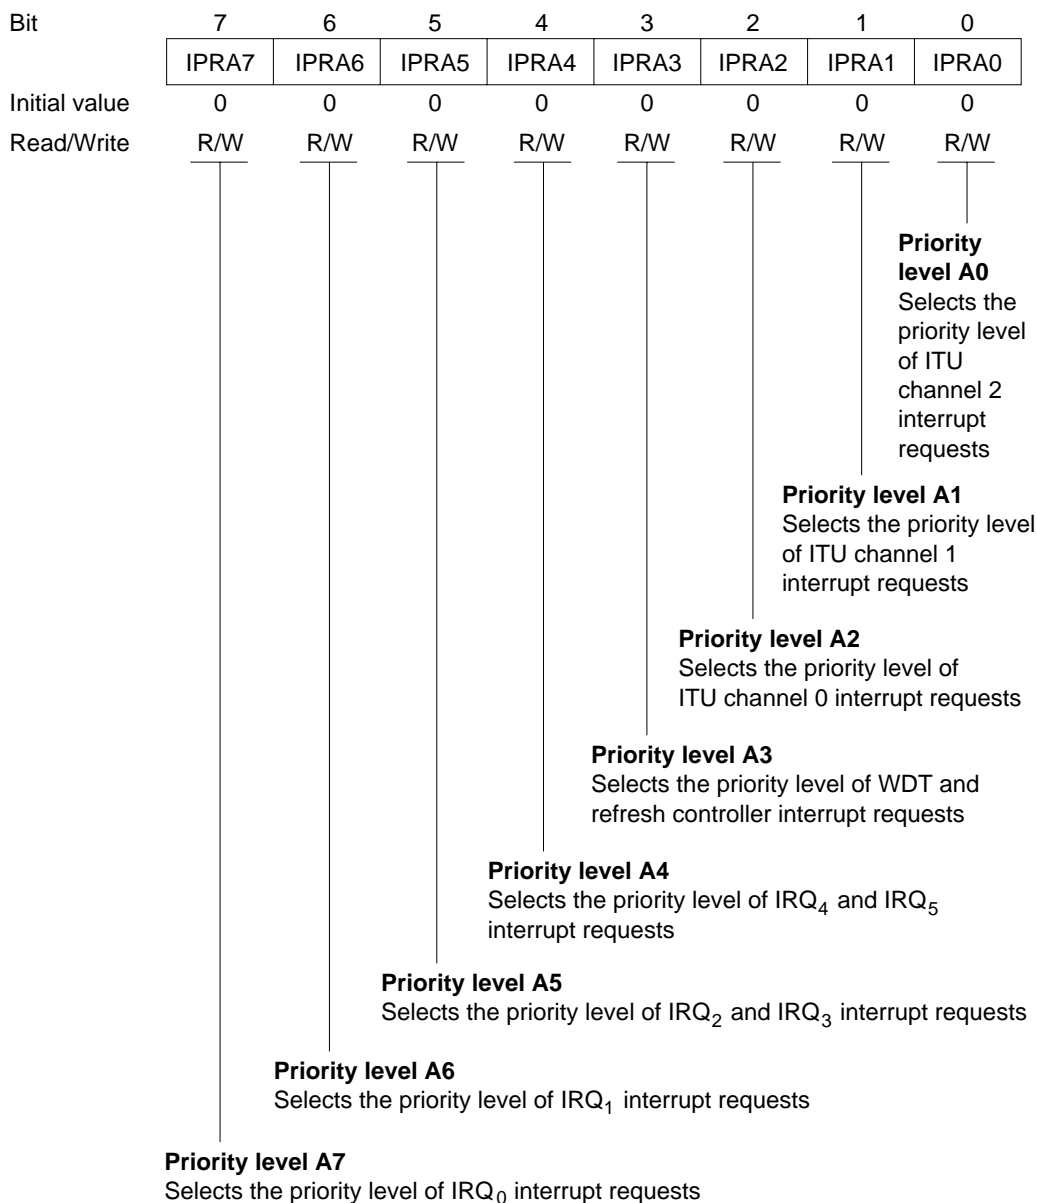 Bit 7 6 5 4 3 2 1 0
IPRA7 IPRA6 IPRA5 IPRA4 IPRA3 IPRA2 IPRA1 IPRA0
Initial value 0 0 0 0 0 0 0 0
Read/Write R/W R/W R/W R/W R/W R/W R/W R/W
Priority
level A0
Selects the
priority level
of ITU
channel 2
interrupt
requests
Priority level A1
Selects the priority level
of ITU channel 1
interrupt requests
Priority level A2
Selects the priority level of
ITU channel 0 interrupt requests
Priority level A3
Selects the priority level of WDT and
refresh controller interrupt requests
Priority level A4
Selects the priority level of IRQ4 and IRQ5
interrupt requests
Priority level A5
Selects the priority level of IRQ2 and IRQ3 interrupt requests
Priority level A6
Selects the priority level of IRQ1 interrupt requests
Priority level A7
Selects the priority level of IRQ0 interrupt requests